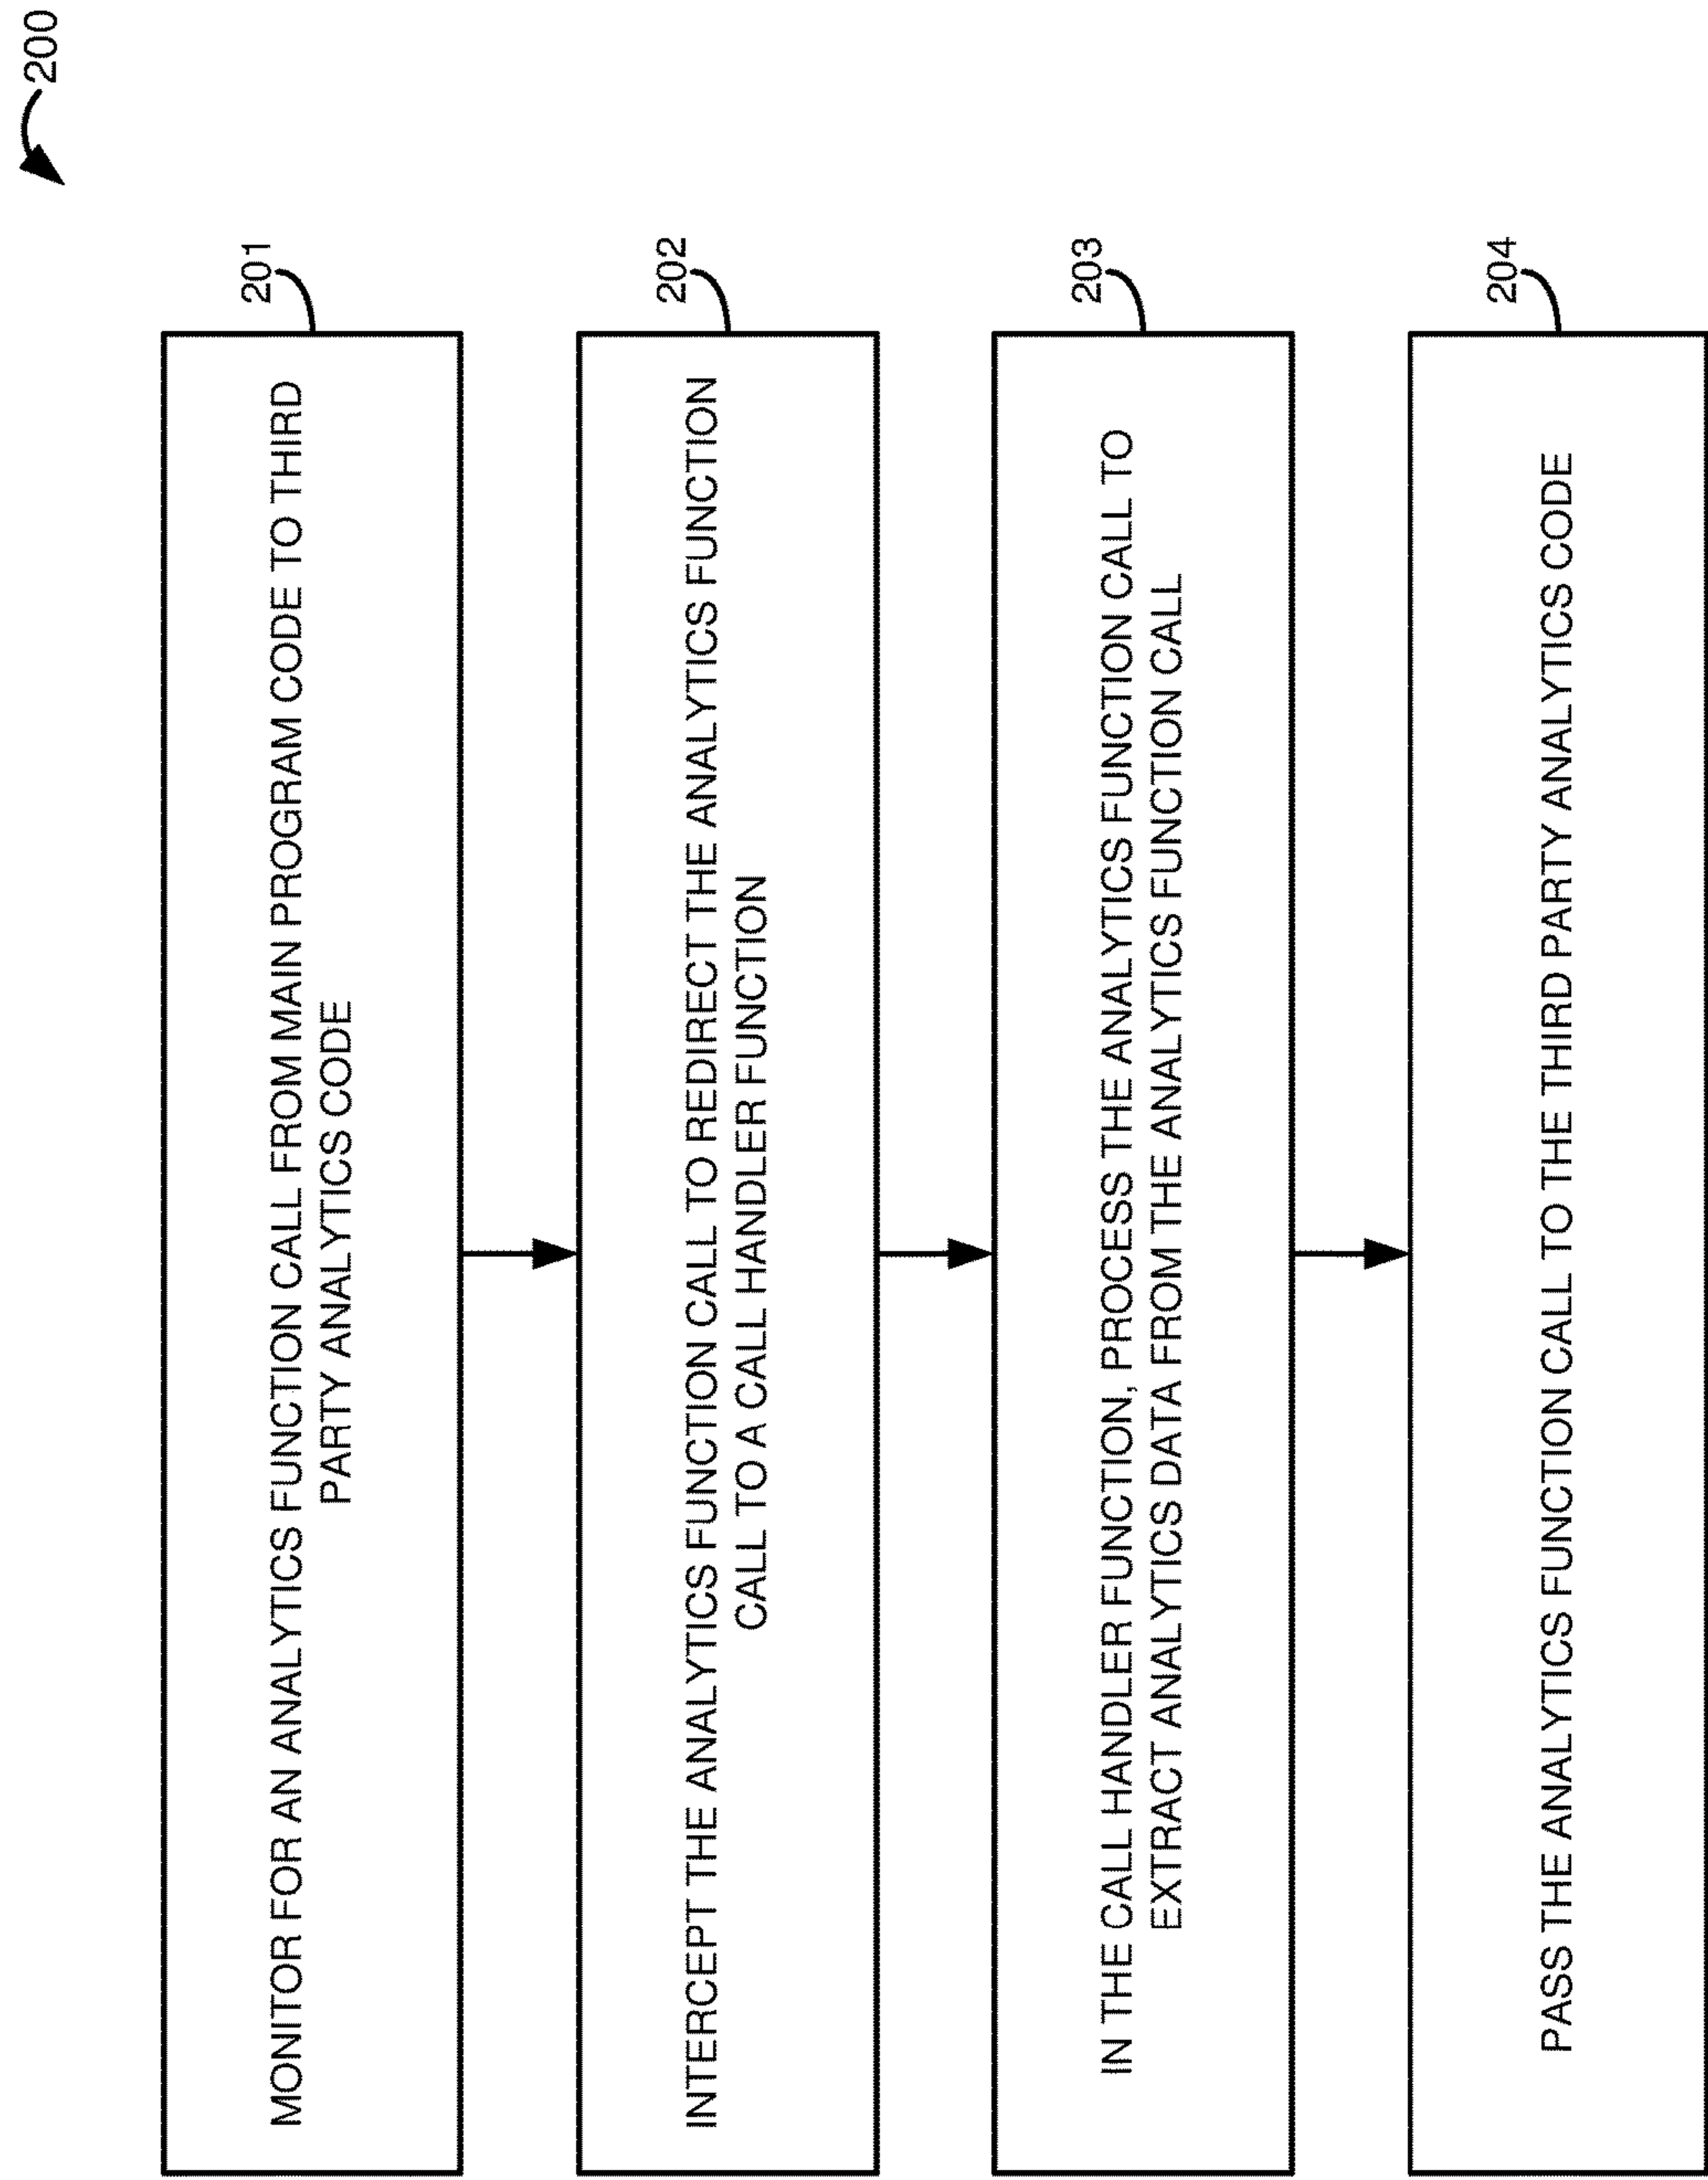 200
201
MONITOR FOR AN ANALYTICS FUNCTION CALL FROM MAIN PROGRAM CODE TO THIRD
PARTY ANALYTICS CODE
202
INTERCEPT THE ANALYTICS FUNCTION CALL TO REDIRECT THE ANALYTICS FUNCTION
CALL TO A CALL HANDLER FUNCTION
203
IN THE CALL HANDLER FUNCTION, PROCESS THE ANALYTICS FUNCTION CALL TO
EXTRACT ANALYTICS DATA FROM THE ANALYTICS FUNCTION CALL
204
PASS THE ANALYTICS FUNCTION CALL TO THE THIRD PARTY ANALYTICS CODE